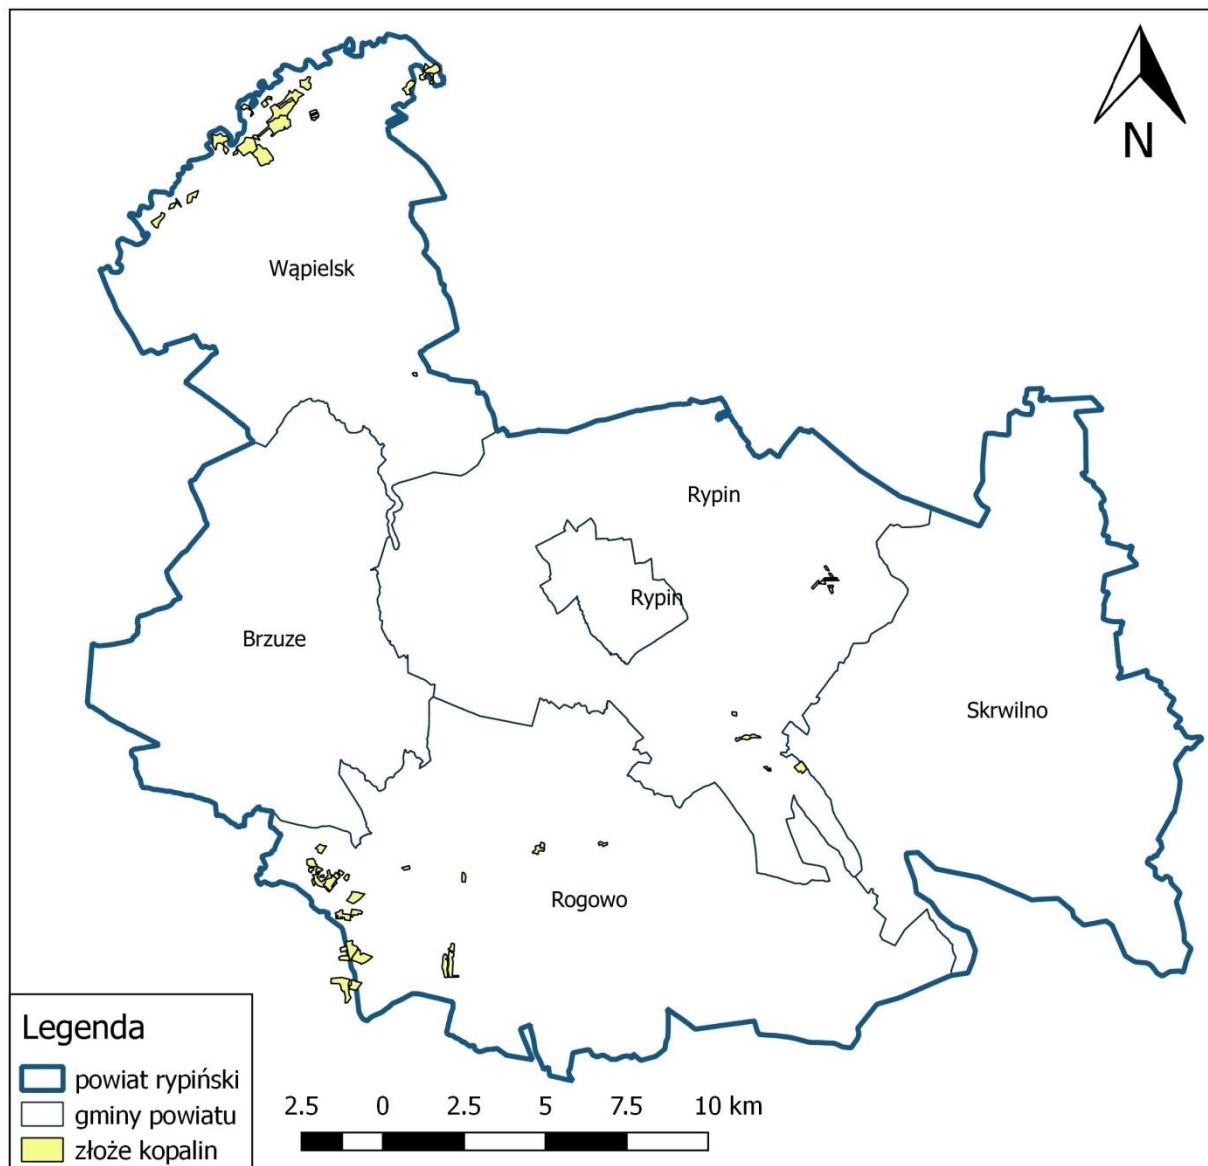 N
Wąpielsk
Rypin
Rypin
Brzuze
Skrwilno
Rogowo
Legenda
powiat rypiński
gminy powiatu
złoże kopalin
2.5 0 2.5 5 7.5 10 km